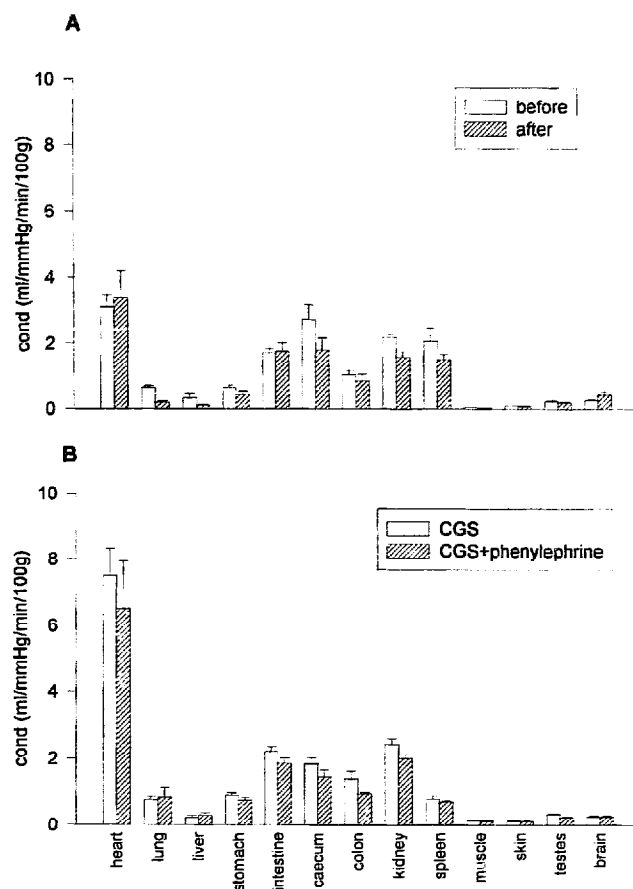 A
10
8
6
4
2
0
cond (ml/mmHg/min/100g)
before
after
B
10
8
6
4
2
0
cond (ml/mmHg/min/100g)
CGS
CGS+phenylephrine
heart
lung
liver
stomach
intestine
caecum
colon
kidney
spleen
muscle
skin
testes
brain